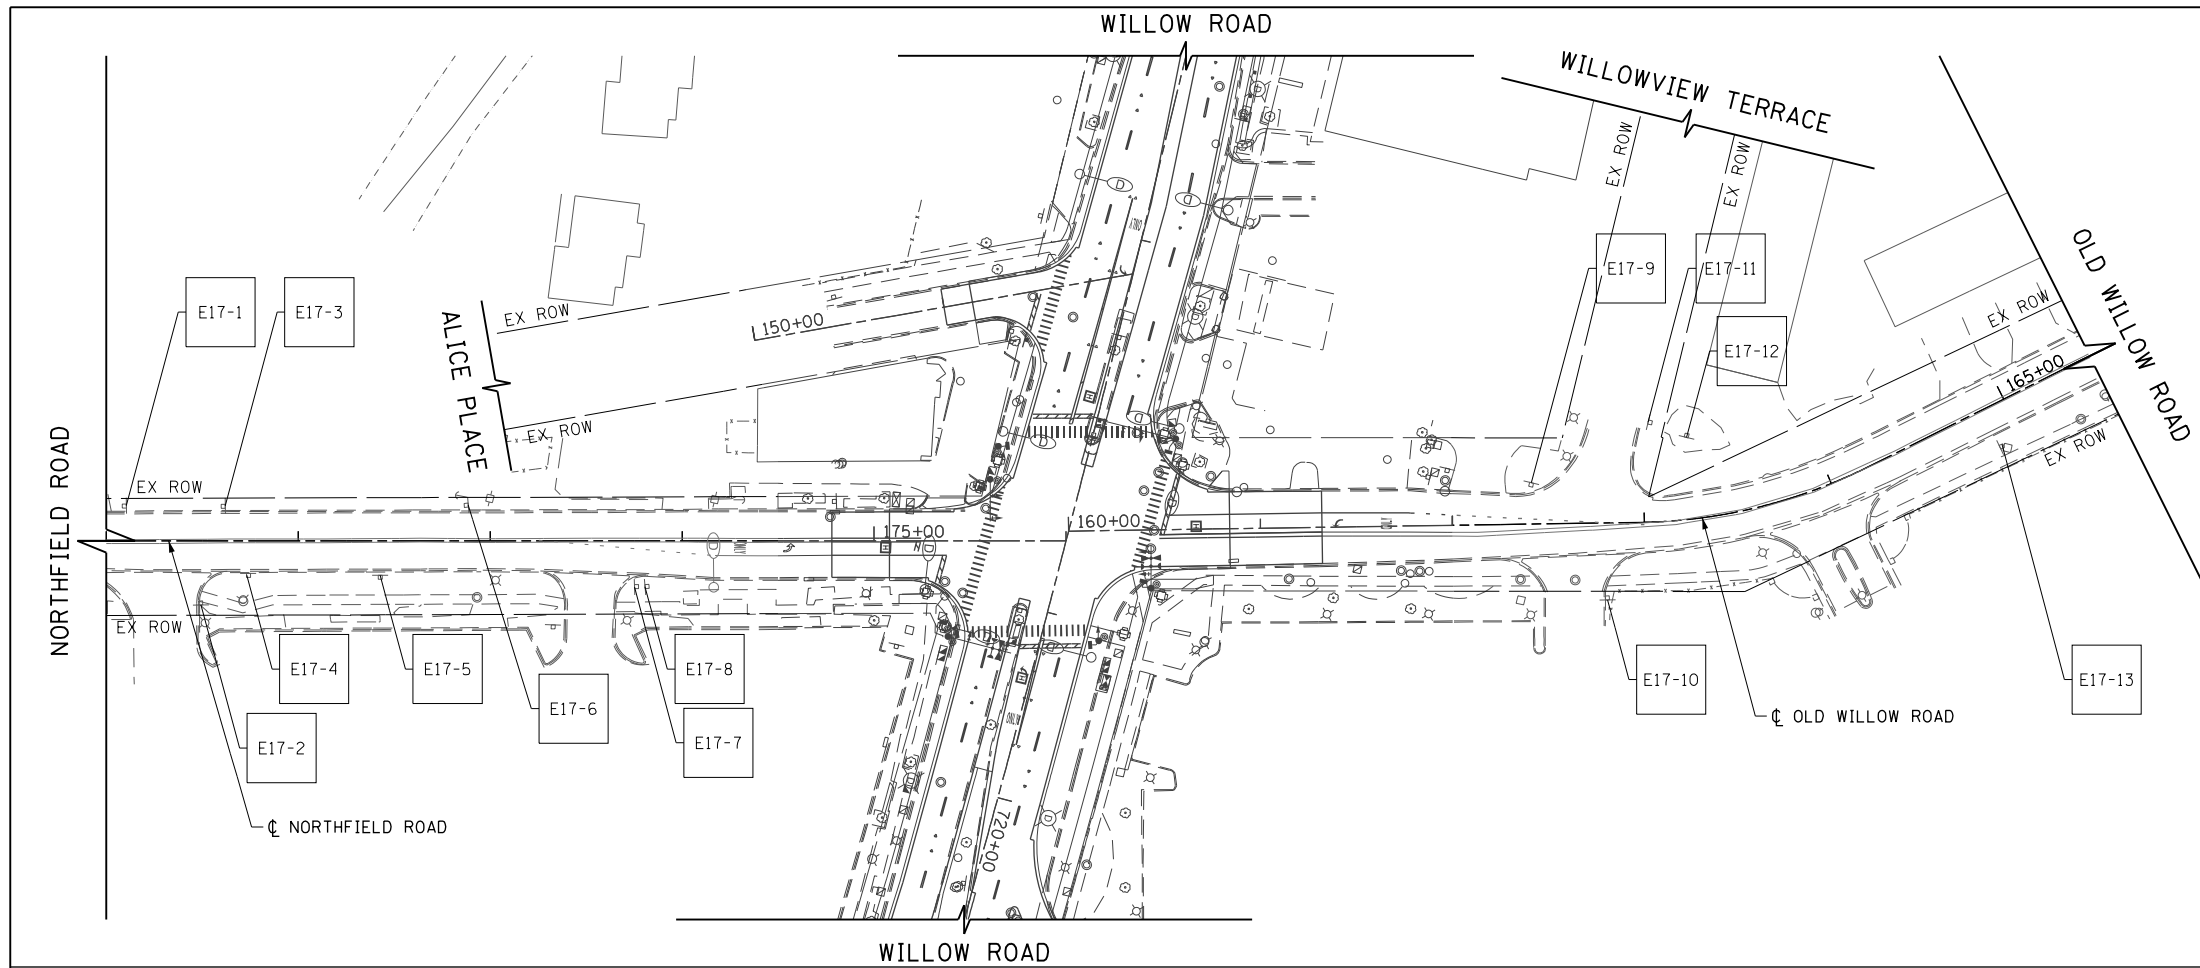 WILLOW ROAD
WILLOWVIEW TERRACE
EX ROW
EX ROW
OLD WILLOW ROAD
E17-1
E17-3
E17-9
E17-11
E17-12
ALICE PLACE
EX ROW
150+00
EX ROW
165+00
EX ROW
NORTHFIELD ROAD
EX ROW
EX ROW
175+00
160+00
EX ROW
ONLY
D
D
D
D
D
D
D
D
D
H
H
H
H
ONLY
E17-4
E17-5
E17-6
E17-8
E17-7
E17-2
E17-10
E17-13
℄ OLD WILLOW ROAD
℄ NORTHFIELD ROAD
720+00
WILLOW ROAD